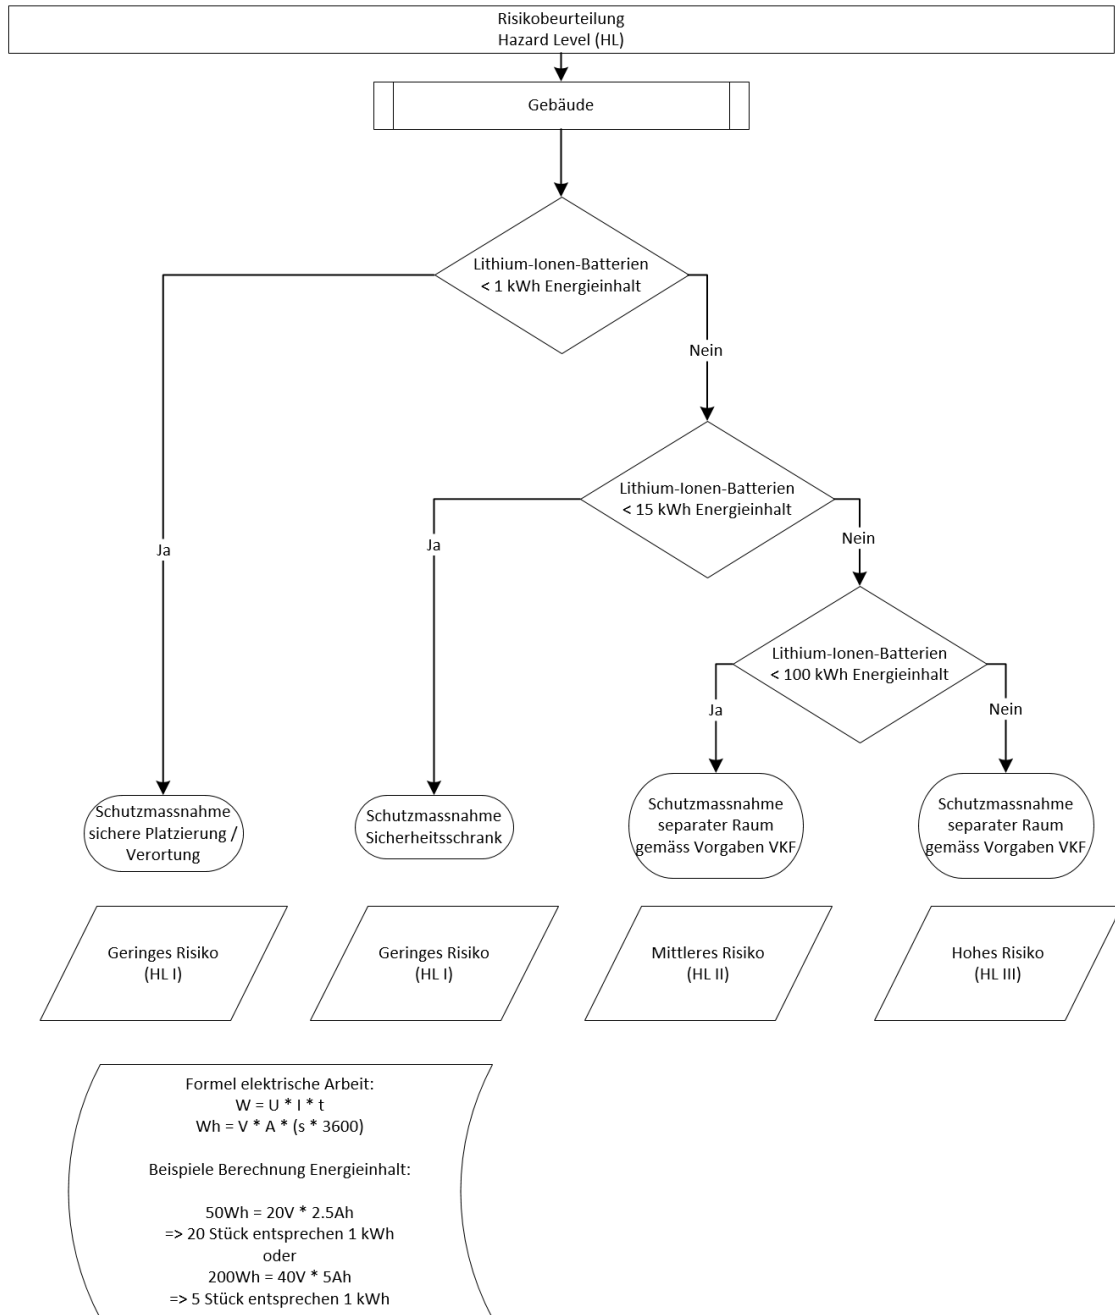 Risikobeurteilung
Hazard Level (HL)
Gebäude
Lithium-Ionen-Batterien
< 1 kWh Energieinhalt
Nein
Lithium-Ionen-Batterien
< 15 kWh Energieinhalt
Ja
Ja
Nein
Lithium-Ionen-Batterien
< 100 kWh Energieinhalt
Ja
Nein
Schutzmassnahme
sichere Platzierung /
Verortung
Schutzmassnahme
Sicherheitsschrank
Schutzmassnahme
separater Raum
gemäss Vorgaben VKF
Schutzmassnahme
separater Raum
gemäss Vorgaben VKF
Geringes Risiko
(HL I)
Geringes Risiko
(HL I)
Mittleres Risiko
(HL II)
Hohes Risiko
(HL III)
Formel elektrische Arbeit:
W = U * I * t
Wh = V * A * (s * 3600)
Beispiele Berechnung Energieinhalt:
50Wh = 20V * 2.5Ah
=> 20 Stück entsprechen 1 kWh
oder
200Wh = 40V * 5Ah
=> 5 Stück entsprechen 1 kWh